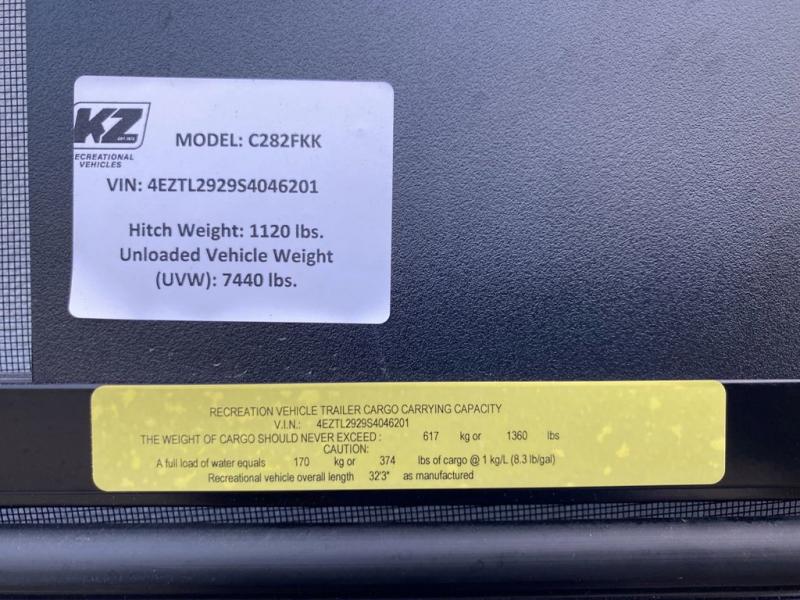 KZ
EST. 1972
RECREATIONAL
VEHICLES
MODEL: C282FKK
VIN: 4EZTL2929S4046201
Hitch Weight: 1120 lbs.
Unloaded Vehicle Weight
(UVW): 7440 lbs.
RECREATION VEHICLE TRAILER CARGO CARRYING CAPACITY
V.I.N.: 4EZTL2929S4046201
THE WEIGHT OF CARGO SHOULD NEVER EXCEED : 617 kg or 1360 lbs
CAUTION:
A full load of water equals 170 kg or 374 lbs of cargo @ 1 kg/L (8.3 lb/gal)
Recreational vehicle overall length 32'3" as manufactured